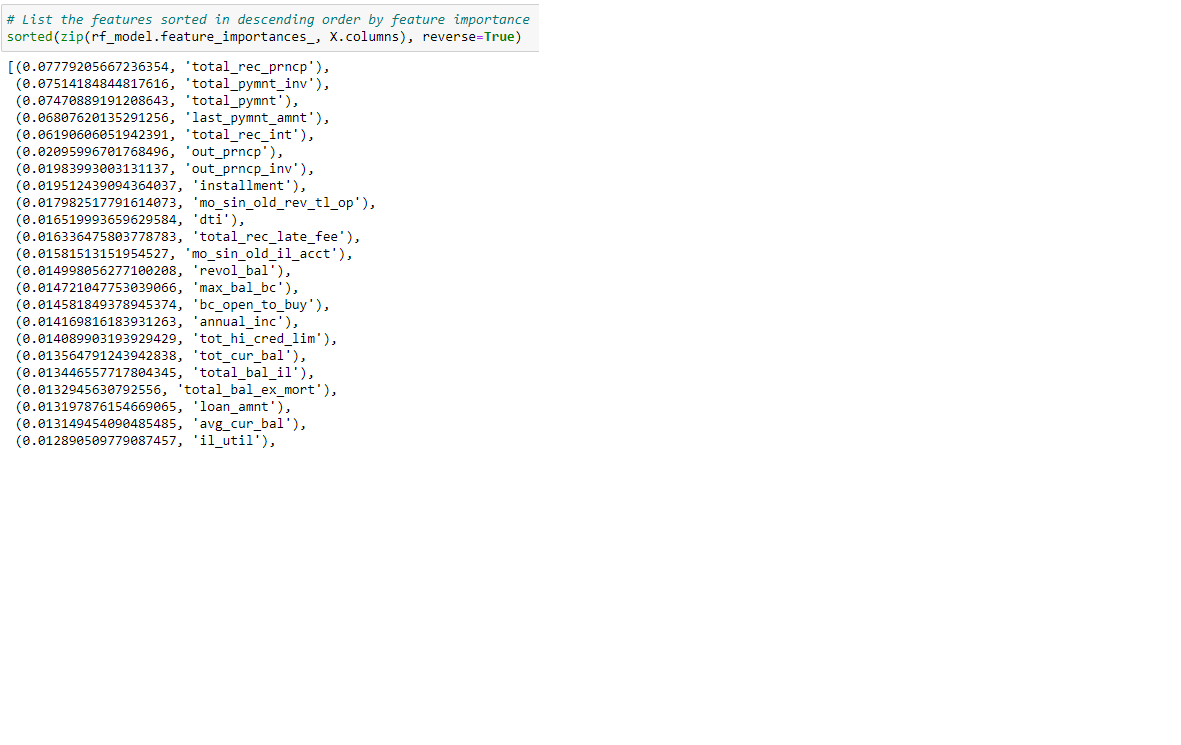 # List the features sorted in descending order by feature importance
sorted(zip(rf_model.feature_importances_, X.columns), reverse=True)
[(0.07779205667236354, 'total_rec_prncp'),
(0.07514184844817616, 'total_pymnt_inv'),
(0.07470889191208643, 'total_pymnt'),
(0.06807620135291256, 'last_pymnt_amnt'),
(0.06190606051942391, 'total_rec_int'),
(0.02095996701768496, 'out_prncp'),
(0.01983993003131137, 'out_prncp_inv'),
(0.019512439094364037, 'installment'),
(0.017982517791614073, 'mo_sin_old_rev_tl_op'),
(0.016519993659629584, 'dti'),
(0.016336475803778783, 'total_rec_late_fee'),
(0.01581513151954527, 'mo_sin_old_il_acct'),
(0.014998056277100208, 'revol_bal'),
(0.014721047753039066, 'max_bal_bc'),
(0.014581849378945374, 'bc_open_to_buy'),
(0.014169816183931263, 'annual_inc'),
(0.014089903193929429, 'tot_hi_cred_lim'),
(0.013564791243942838, 'tot_cur_bal'),
(0.013446557717804345, 'total_bal_il'),
(0.0132945630792556, 'total_bal_ex_mort'),
(0.013197876154669065, 'loan_amnt'),
(0.013149454090485485, 'avg_cur_bal'),
(0.012890509779087457, 'il_util'),